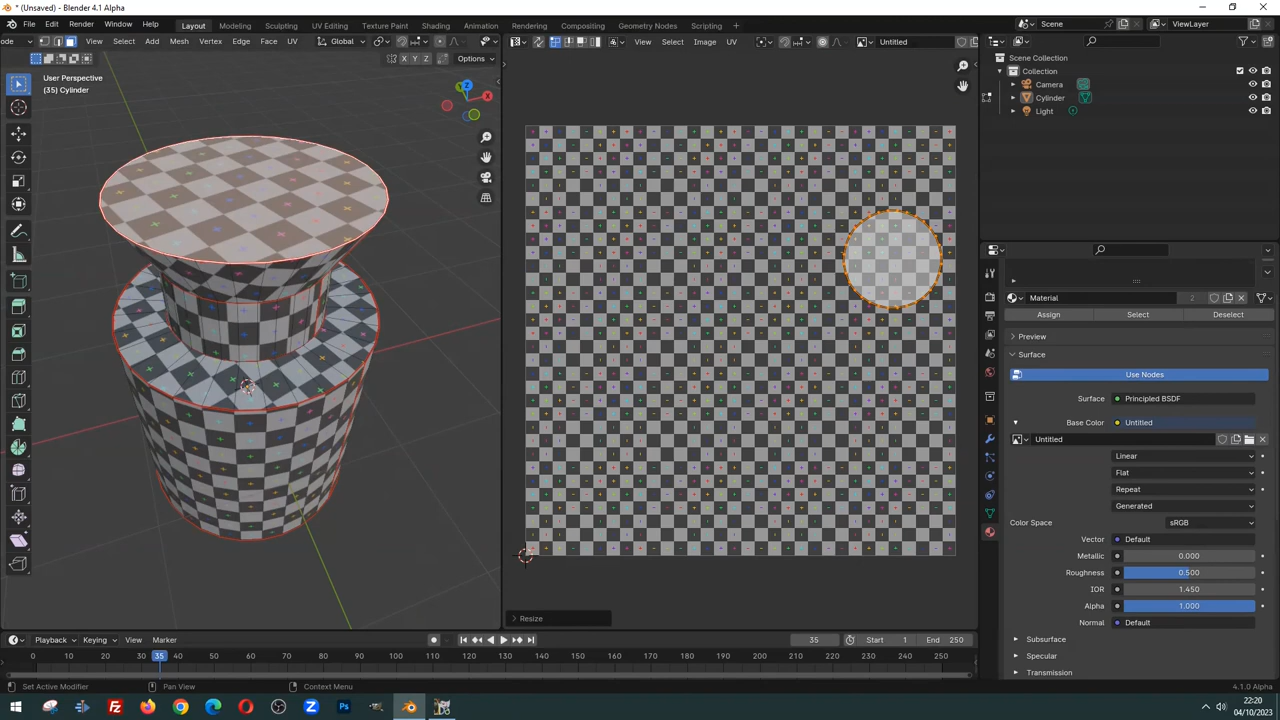 * (Unsaved) - Blender 4.1 Alpha
File Edit Render Window Help Layout Modeling Sculpting UV Editing Texture Paint Shading Animation Rendering Compositing Geometry Nodes Scripting Scene ViewLayer
View Select Add Mesh Vertex Edge Face UV Global
View Select Image UV Untitled
X Y Z Options
User Perspective
(35) Cylinder
Z
X
Scene Collection
Collection
Camera
Cylinder
Light
Material 2
Assign Select Deselect
Preview
Surface
Use Nodes
Surface: Principled BSDF
Base Color Untitled
Untitled
Linear
Flat
Repeat
Generated
Color Space sRGB
Vector Default
Metallic 0.000
Roughness 0.500
IOR 1.450
Alpha 1.000
Normal Default
Subsurface
Specular
Transmission
Resize
Playback Keying View Marker 35 Start 1 End 250
0 10 20 30 35 40 50 60 70 80 90 100 110 120 130 140 150 160 170 180 190 200 210 220 230 240 250
Set Active Modifier Pan View Context Menu 4.1.0 Alpha
22:20
04/10/2023